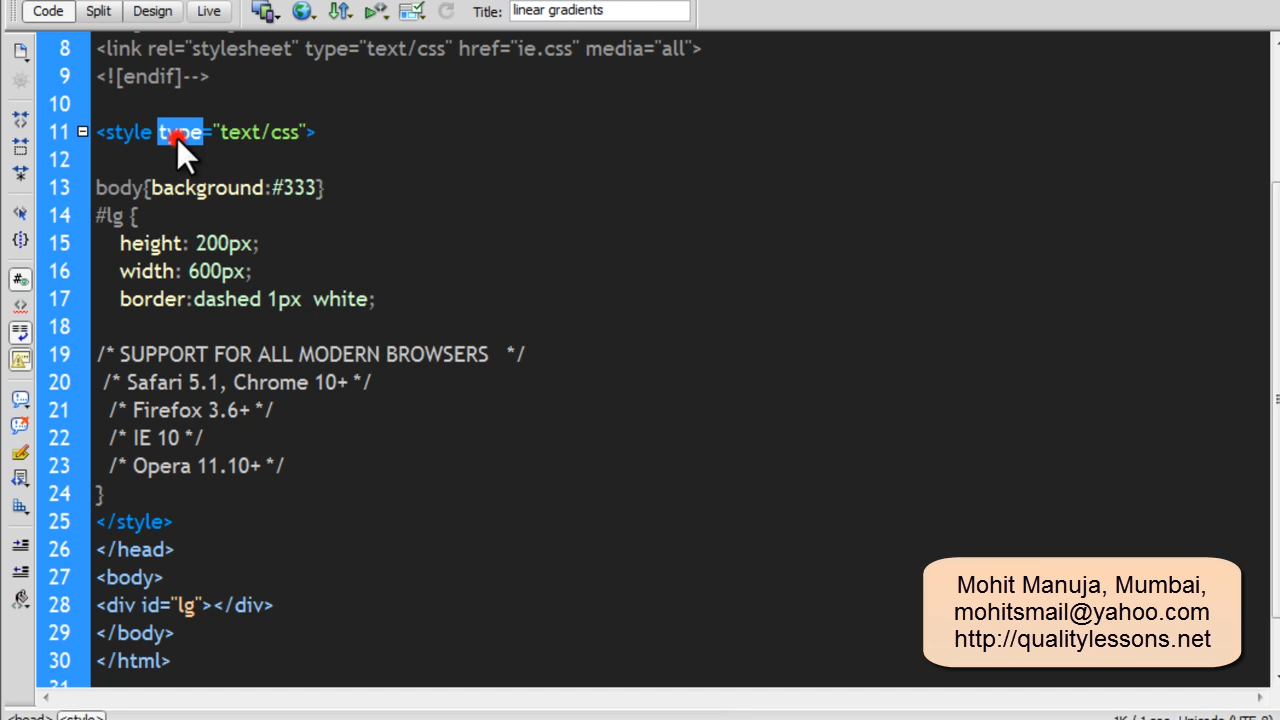 Code Split Design Live Title: linear gradients
8 <link rel="stylesheet" type="text/css" href="ie.css" media="all">
9 <![endif]-->
10
11 <style type="text/css">
12
13 body{background:#333}
14 #lg {
15 height: 200px;
16 width: 600px;
17 border:dashed 1px  white;
18
19 /* SUPPORT FOR ALL MODERN BROWSERS   */
20 /* Safari 5.1, Chrome 10+ */
21 /* Firefox 3.6+ */
22 /* IE 10 */
23 /* Opera 11.10+ */
24 }
25 </style>
26 </head>
27 <body>
28 <div id="lg"></div>
29 </body>
30 </html>
Mohit Manuja, Mumbai,
mohitsmail@yahoo.com
http://qualitylessons.net
<head> <style>